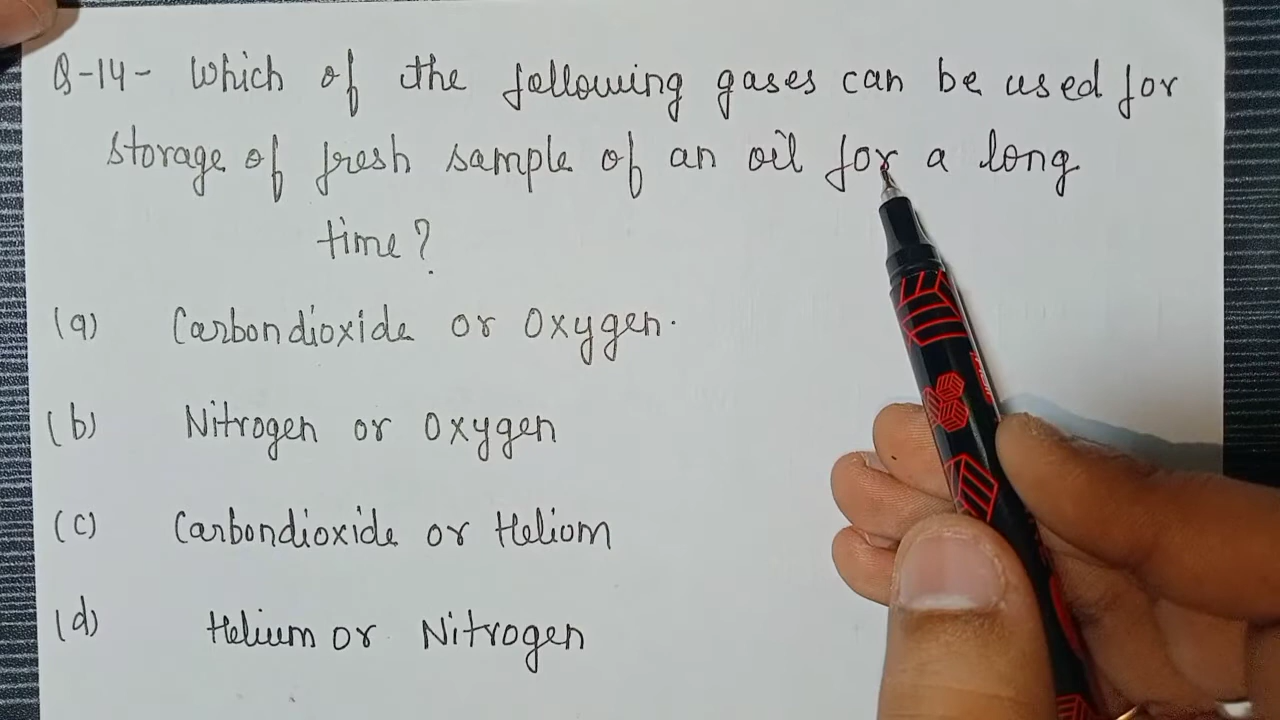 Q-14- Which of the following gases can be used for
storage of fresh sample of an oil for a long
time?
(a) Carbondioxide or Oxygen.
(b) Nitrogen or Oxygen
(c) Carbondioxide or Heliom
(d) Helium or Nitrogen